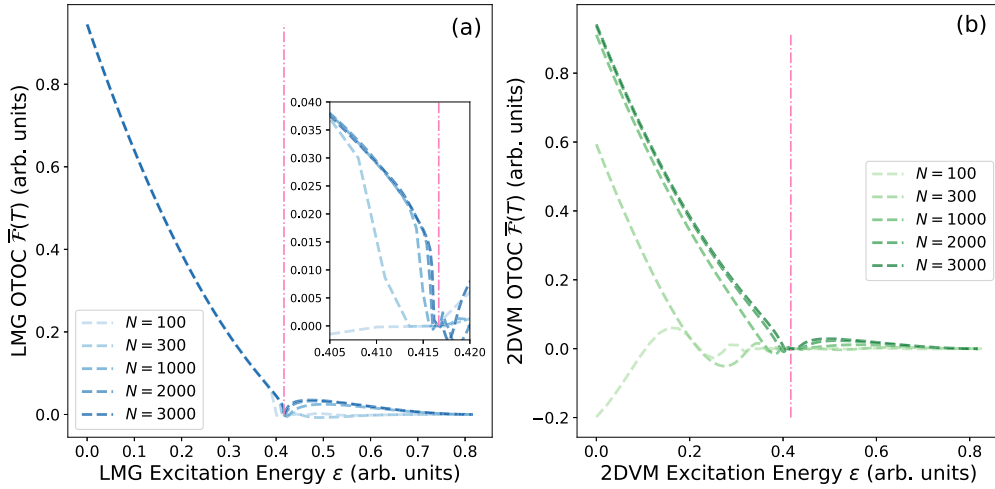 (a)
LMG OTOC $\overline{\mathcal{F}}(T)$ (arb. units)
0.8
0.6
0.4
0.2
0.0
0.040
0.035
0.030
0.025
0.020
0.015
0.010
0.005
0.000
0.405 0.410 0.415 0.420
N = 100
N = 300
N = 1000
N = 2000
N = 3000
0.0 0.1 0.2 0.3 0.4 0.5 0.6 0.7 0.8
LMG Excitation Energy ε (arb. units)
(b)
2DVM OTOC $\overline{\mathcal{F}}(T)$ (arb. units)
0.8
0.6
0.4
0.2
0.0
−0.2
N = 100
N = 300
N = 1000
N = 2000
N = 3000
0.0 0.2 0.4 0.6 0.8
2DVM Excitation Energy ε (arb. units)